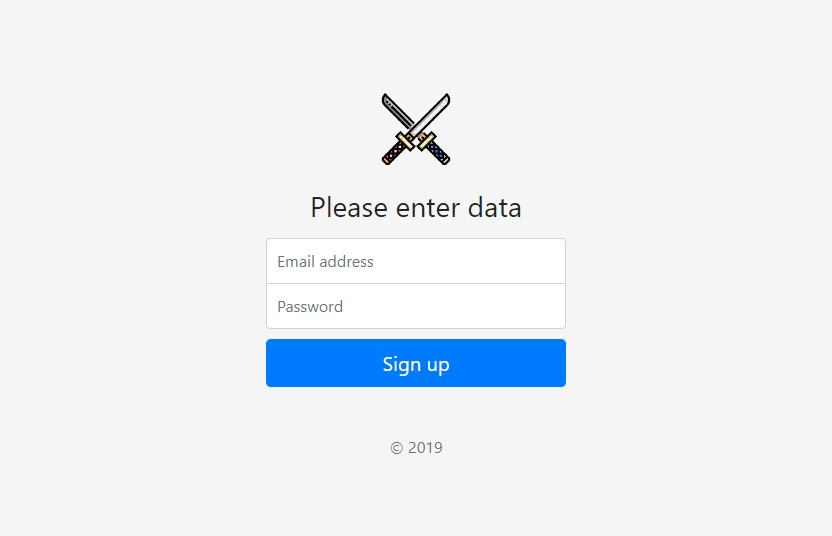 Please enter data
Email address
Password
Sign up
© 2019